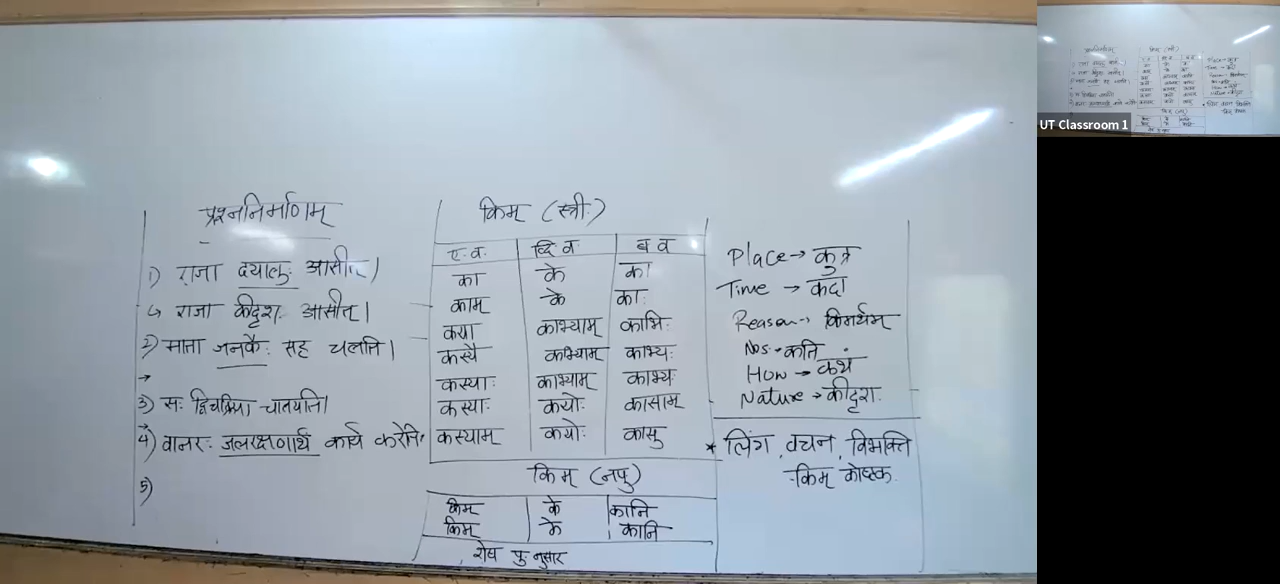 प्रश्ननिर्माणम्
1) राजा दयालुः आसीत्।
↳ राजा कीदृशः आसीत्।
2) माता जनकैः सह चलति।
→
3) सः द्विचक्रिया चालयति।
→
4) वानरः जलरक्षणार्थं कार्य करोति।
5)
किम् (स्त्रीः)
ए.व. द्वि व. ब व
का के का
काम् के काः
कया काभ्याम् काभिः
कस्यै काभ्याम् काभ्यः
कस्याः काभ्याम् काभ्यः
कस्याः कयोः कासाम्
कस्याम् कयोः कासु
किम् (नपु)
किम् के कानि
किम् के कानि
शेष पुः नुसार
Place → कुत्र
Time → कदा
Reason → किमर्थम्
Nos - कति
How → कथं
Nature → कीदृशः
* लिंग, वचन, विभक्ति
- किम् कोष्टक.
UT Classroom 1